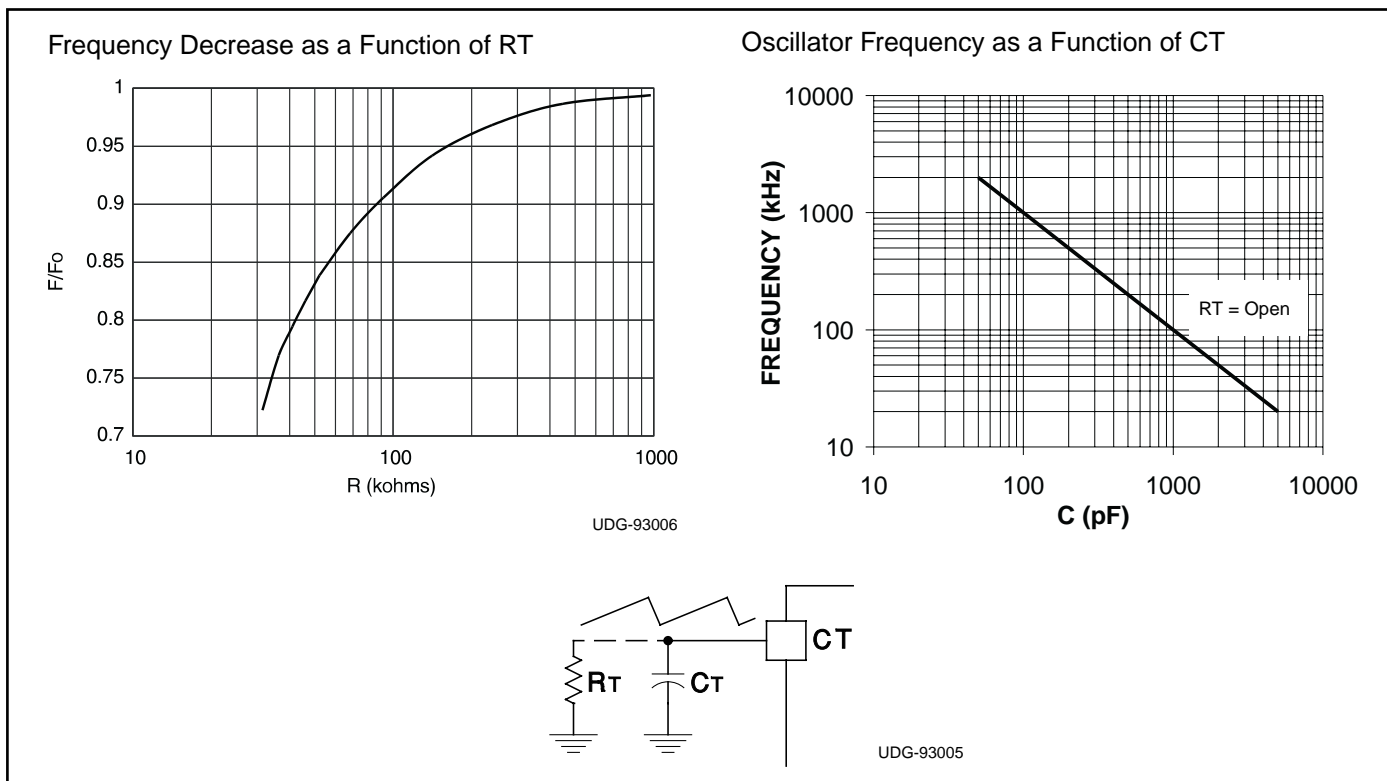 Frequency Decrease as a Function of RT
1
0.95
0.9
0.85
0.8
0.75
0.7
F/Fo
10 100 1000
R (kohms)
UDG-93006
Oscillator Frequency as a Function of CT
10000
1000
100
10
FREQUENCY (kHz)
RT = Open
10 100 1000 10000
C (pF)
RT
CT
CT
UDG-93005